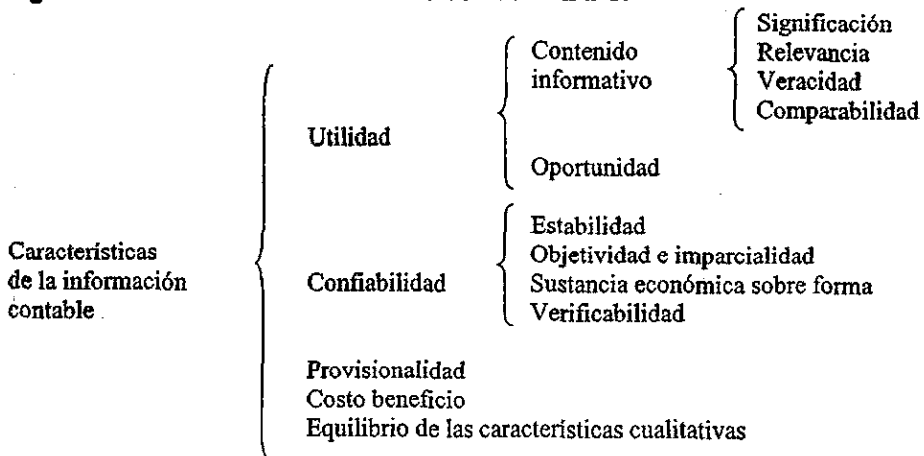 Características
de la información
contable
Utilidad
Contenido
informativo
Significación
Relevancia
Veracidad
Comparabilidad
Oportunidad
Confiabilidad
Estabilidad
Objetividad e imparcialidad
Sustancia económica sobre forma
Verificabilidad
Provisionalidad
Costo beneficio
Equilibrio de las características cualitativas